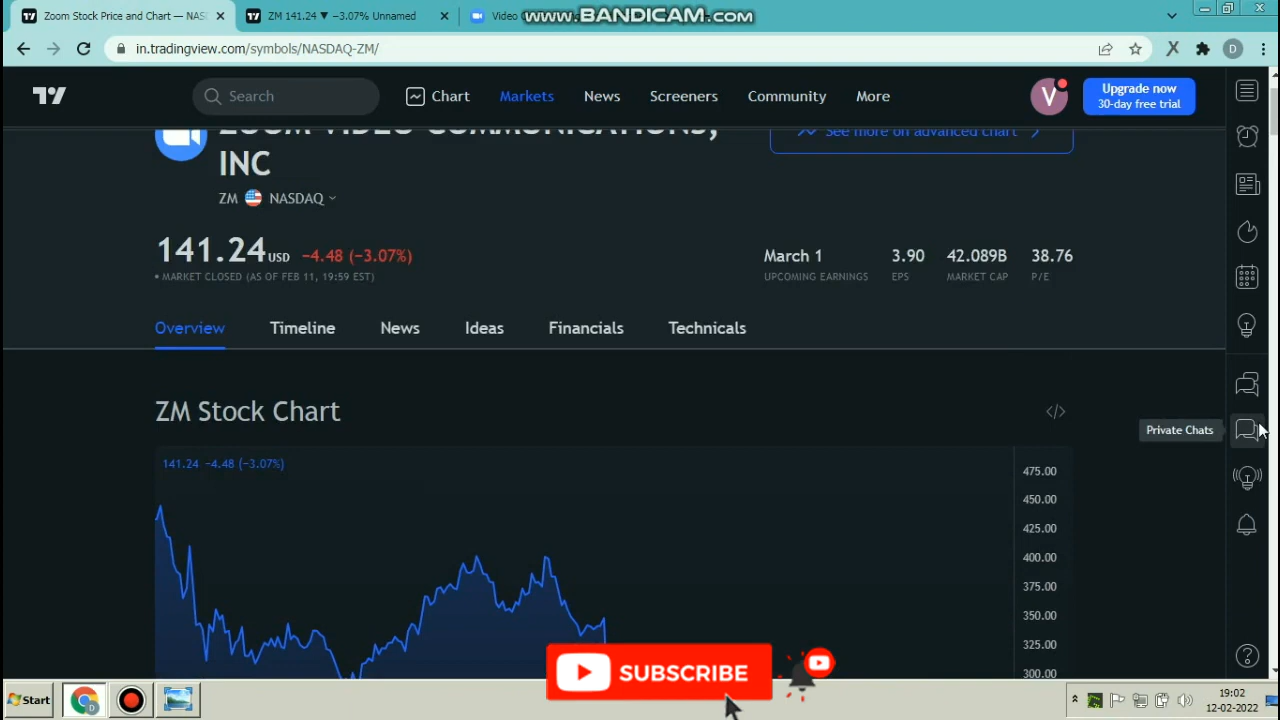 Zoom Stock Price and Chart — NAS
ZM 141.24 ▼ −3.07% Unnamed
Video
www.BANDICAM.com
in.tradingview.com/symbols/NASDAQ-ZM/
D
Search
Chart
Markets
News
Screeners
Community
More
V
Upgrade now
30-day free trial
ZOOM VIDEO COMMUNICATIONS,
INC
See more on advanced chart
ZM NASDAQ
141.24 USD −4.48 (−3.07%)
• MARKET CLOSED (AS OF FEB 11, 19:59 EST)
March 1 3.90 42.089B 38.76
UPCOMING EARNINGS EPS MARKET CAP P/E
Overview Timeline News Ideas Financials Technicals
ZM Stock Chart
</>
Private Chats
141.24 −4.48 (−3.07%)
475.00
450.00
425.00
400.00
375.00
350.00
325.00
300.00
SUBSCRIBE
Start
D
19:02
12-02-2022